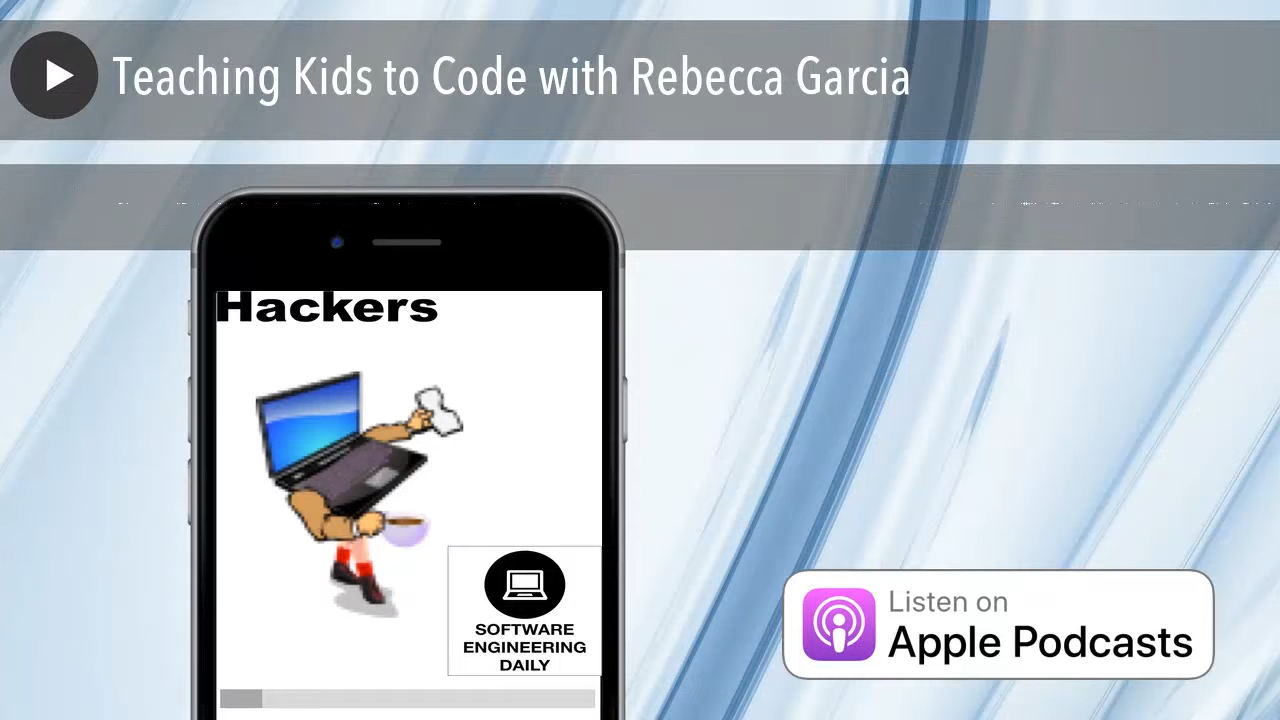 Teaching Kids to Code with Rebecca Garcia
Hackers
SOFTWARE
ENGINEERING
DAILY
Listen on
Apple Podcasts